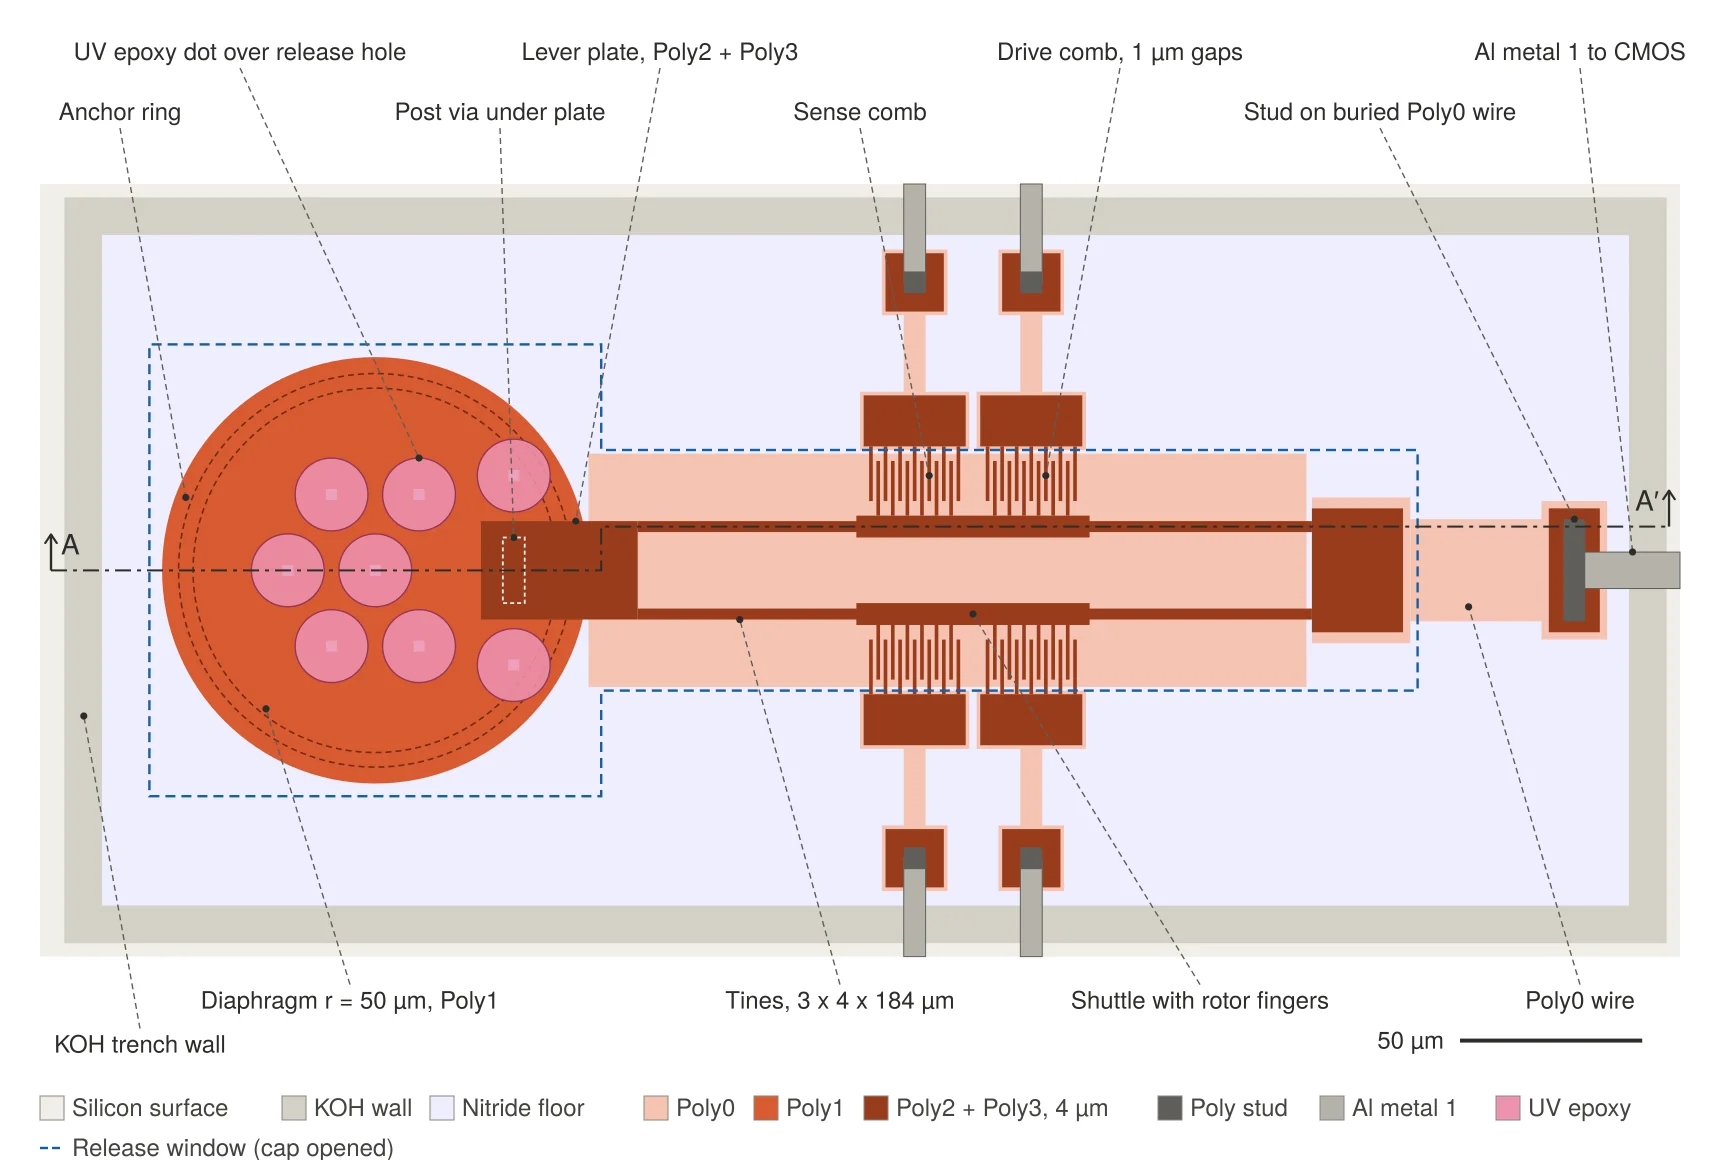 UV epoxy dot over release hole
Lever plate, Poly2 + Poly3
Drive comb, 1 µm gaps
Al metal 1 to CMOS
Anchor ring
Post via under plate
Sense comb
Stud on buried Poly0 wire
A
A′
Diaphragm r = 50 µm, Poly1
Tines, 3 x 4 x 184 µm
Shuttle with rotor fingers
Poly0 wire
KOH trench wall
50 µm
Silicon surface
KOH wall
Nitride floor
Poly0
Poly1
Poly2 + Poly3, 4 µm
Poly stud
Al metal 1
UV epoxy
Release window (cap opened)